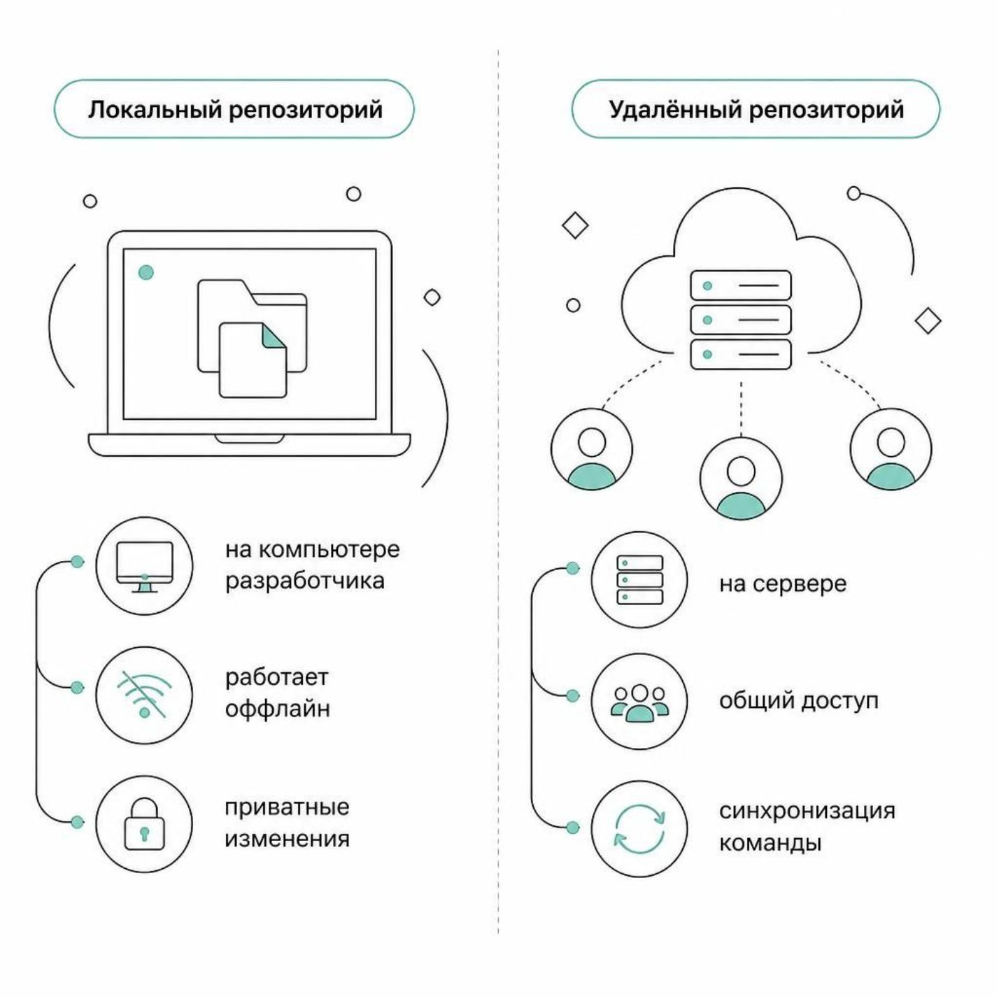 Локальный репозиторий
на компьютере
разработчика
работает
оффлайн
приватные
изменения
Удалённый репозиторий
на сервере
общий доступ
синхронизация
команды